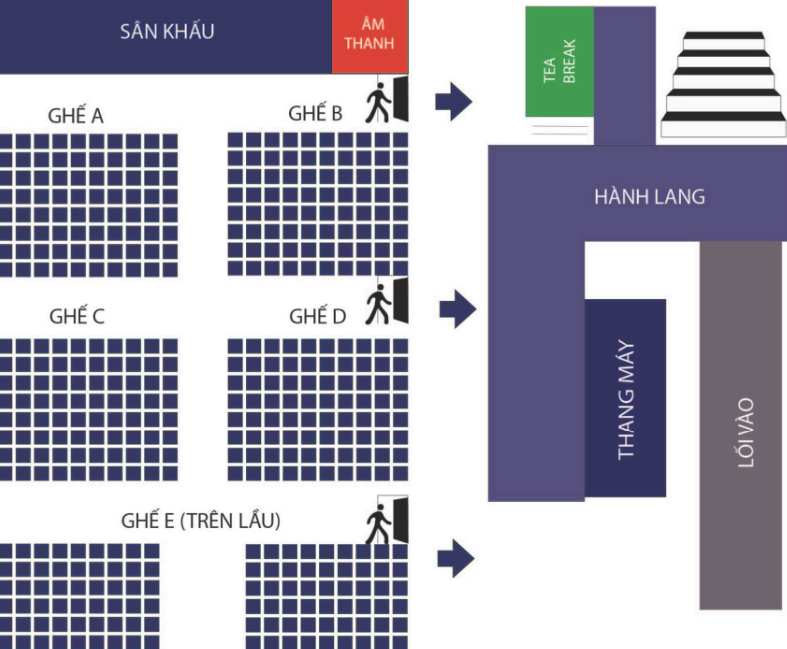 SÂN KHẤU
ÂM
THANH
TEA
BREAK
GHẾ A
GHẾ B
HÀNH LANG
GHẾ C
GHẾ D
THANG MÁY
LỐI VÀO
GHẾ E (TRÊN LẦU)